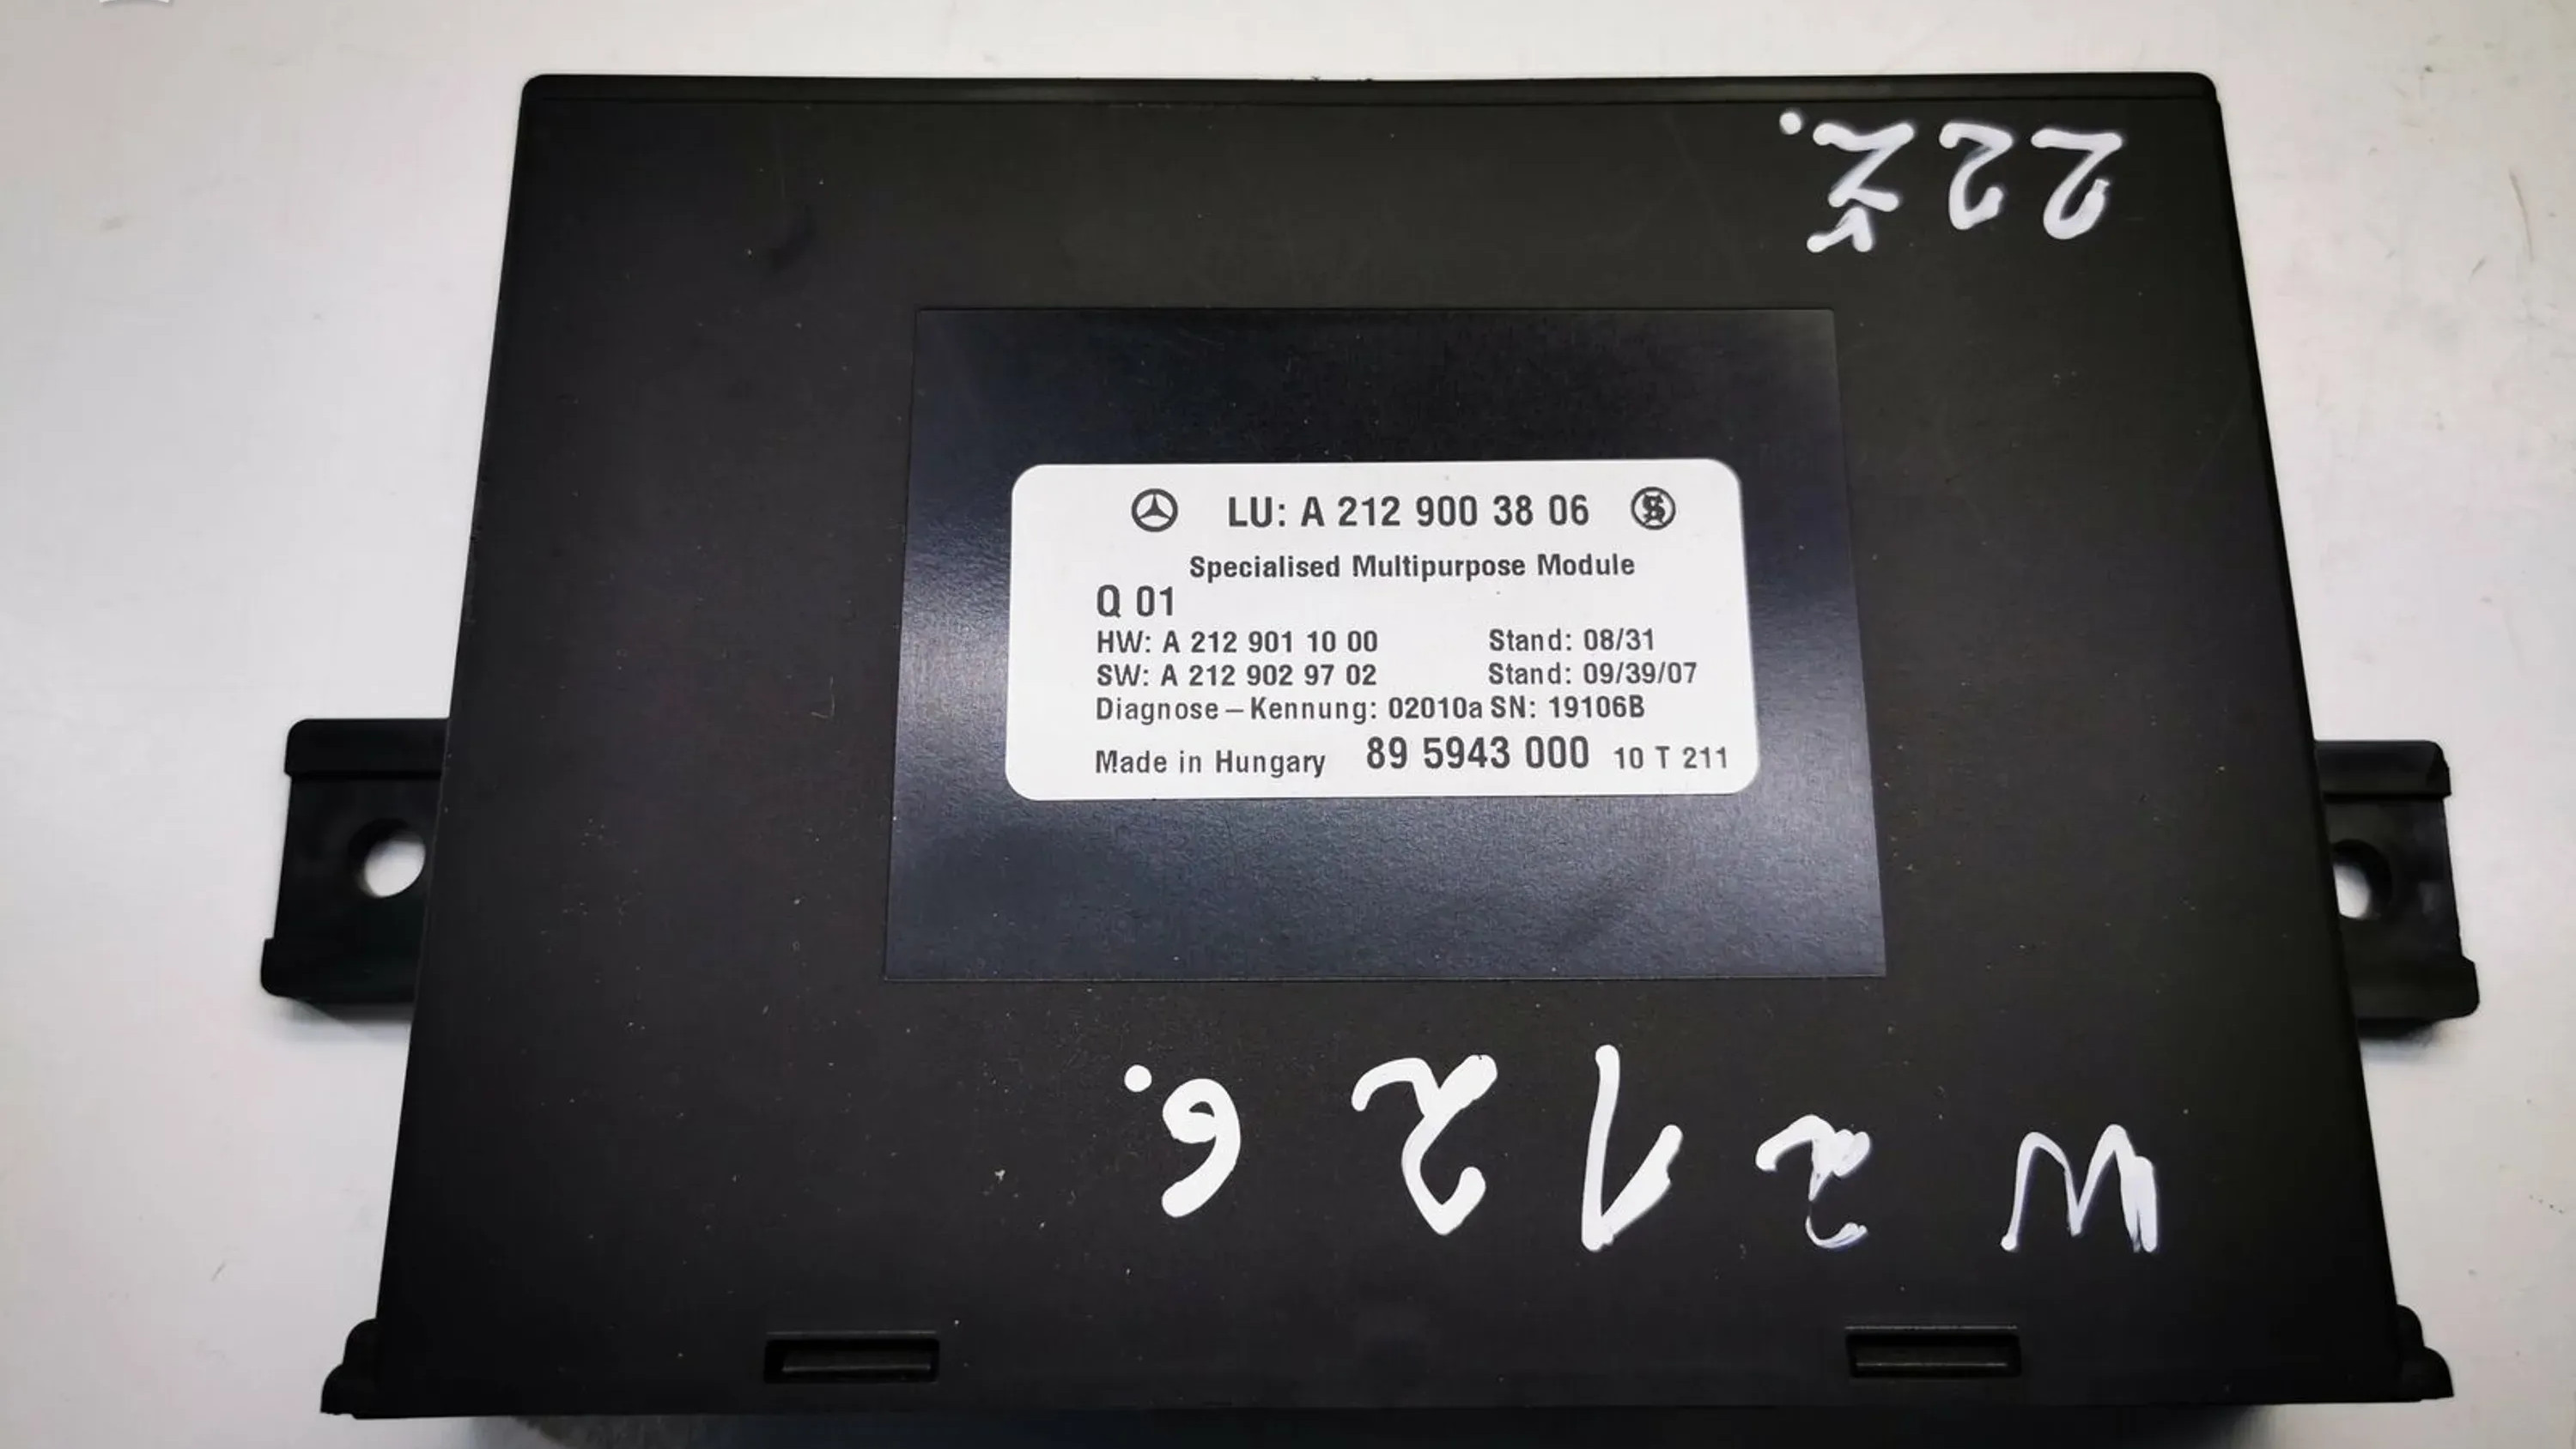 22Ž.
LU: A 212 900 38 06
Specialised Multipurpose Module
Q 01
HW: A 212 901 10 00 Stand: 08/31
SW: A 212 902 97 02 Stand: 09/39/07
Diagnose – Kennung: 02010a SN: 19106B
Made in Hungary 89 5943 000 10 T 211
W 212 6.